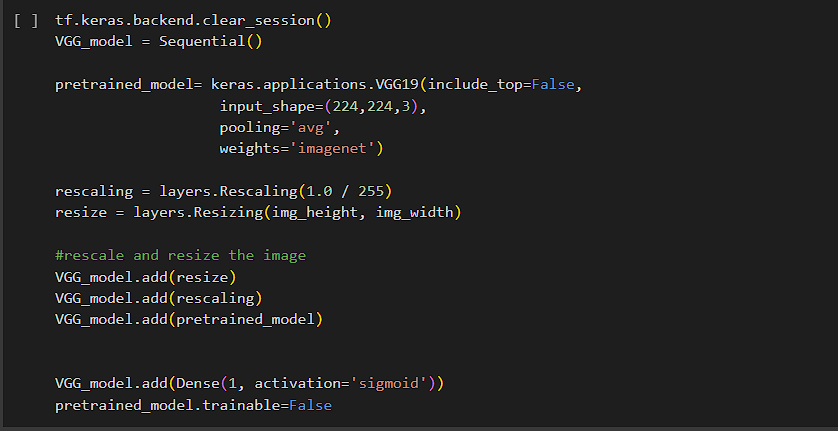 [ ] tf.keras.backend.clear_session()
VGG_model = Sequential()
pretrained_model= keras.applications.VGG19(include_top=False,
input_shape=(224,224,3),
pooling='avg',
weights='imagenet')
rescaling = layers.Rescaling(1.0 / 255)
resize = layers.Resizing(img_height, img_width)
#rescale and resize the image
VGG_model.add(resize)
VGG_model.add(rescaling)
VGG_model.add(pretrained_model)
VGG_model.add(Dense(1, activation='sigmoid'))
pretrained_model.trainable=False